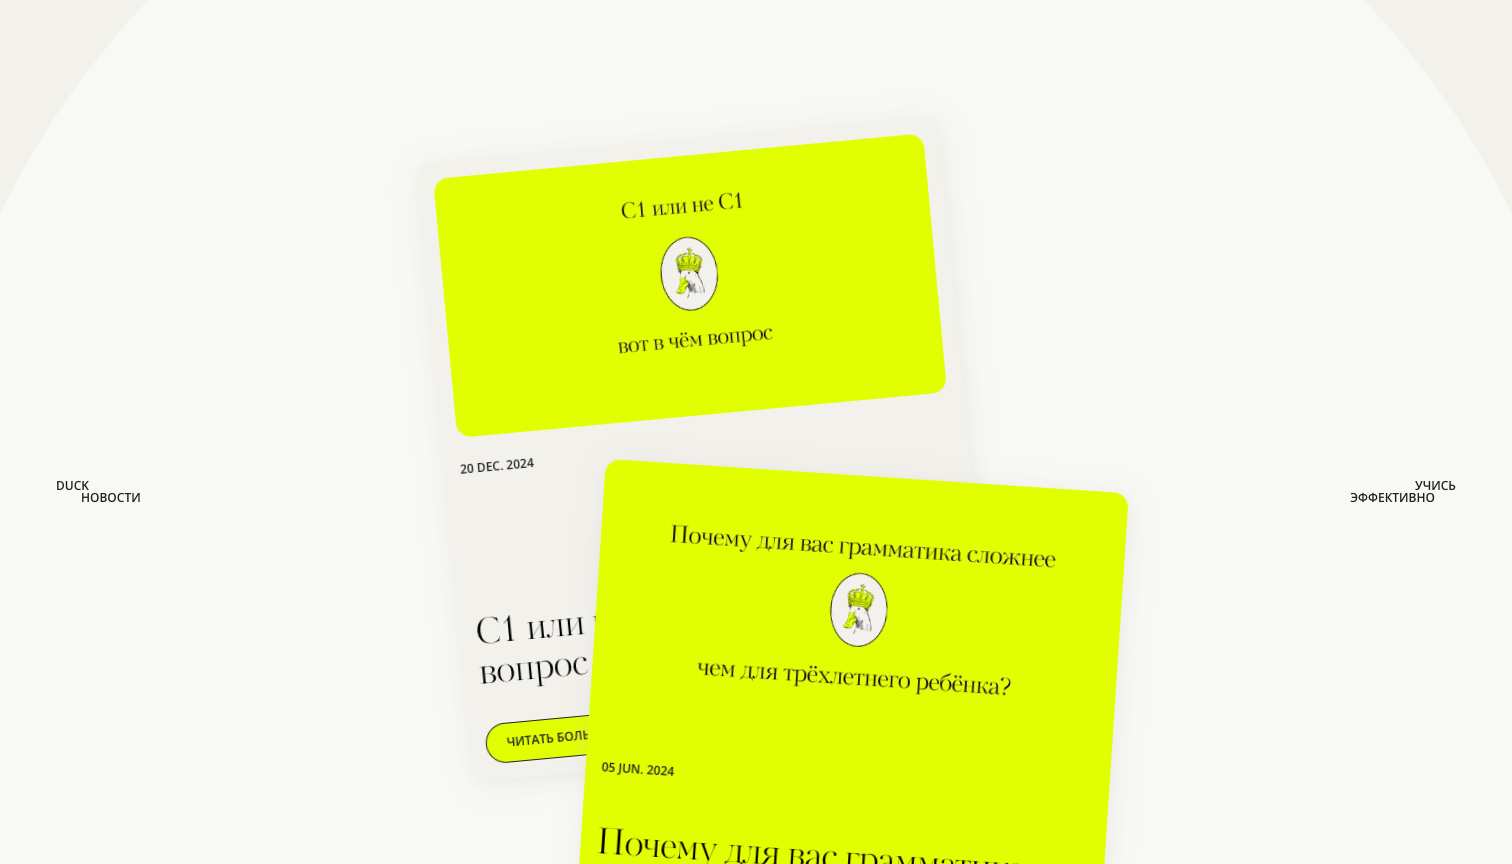 С1 или не С1
вот в чём вопрос
20 DEC. 2024
DUCK
НОВОСТИ
УЧИСЬ
ЭФФЕКТИВНО
Почему для вас грамматика сложнее
чем для трёхлетнего ребёнка?
С1 или
вопрос
ЧИТАТЬ
05 JUN. 2024
Почему для вас